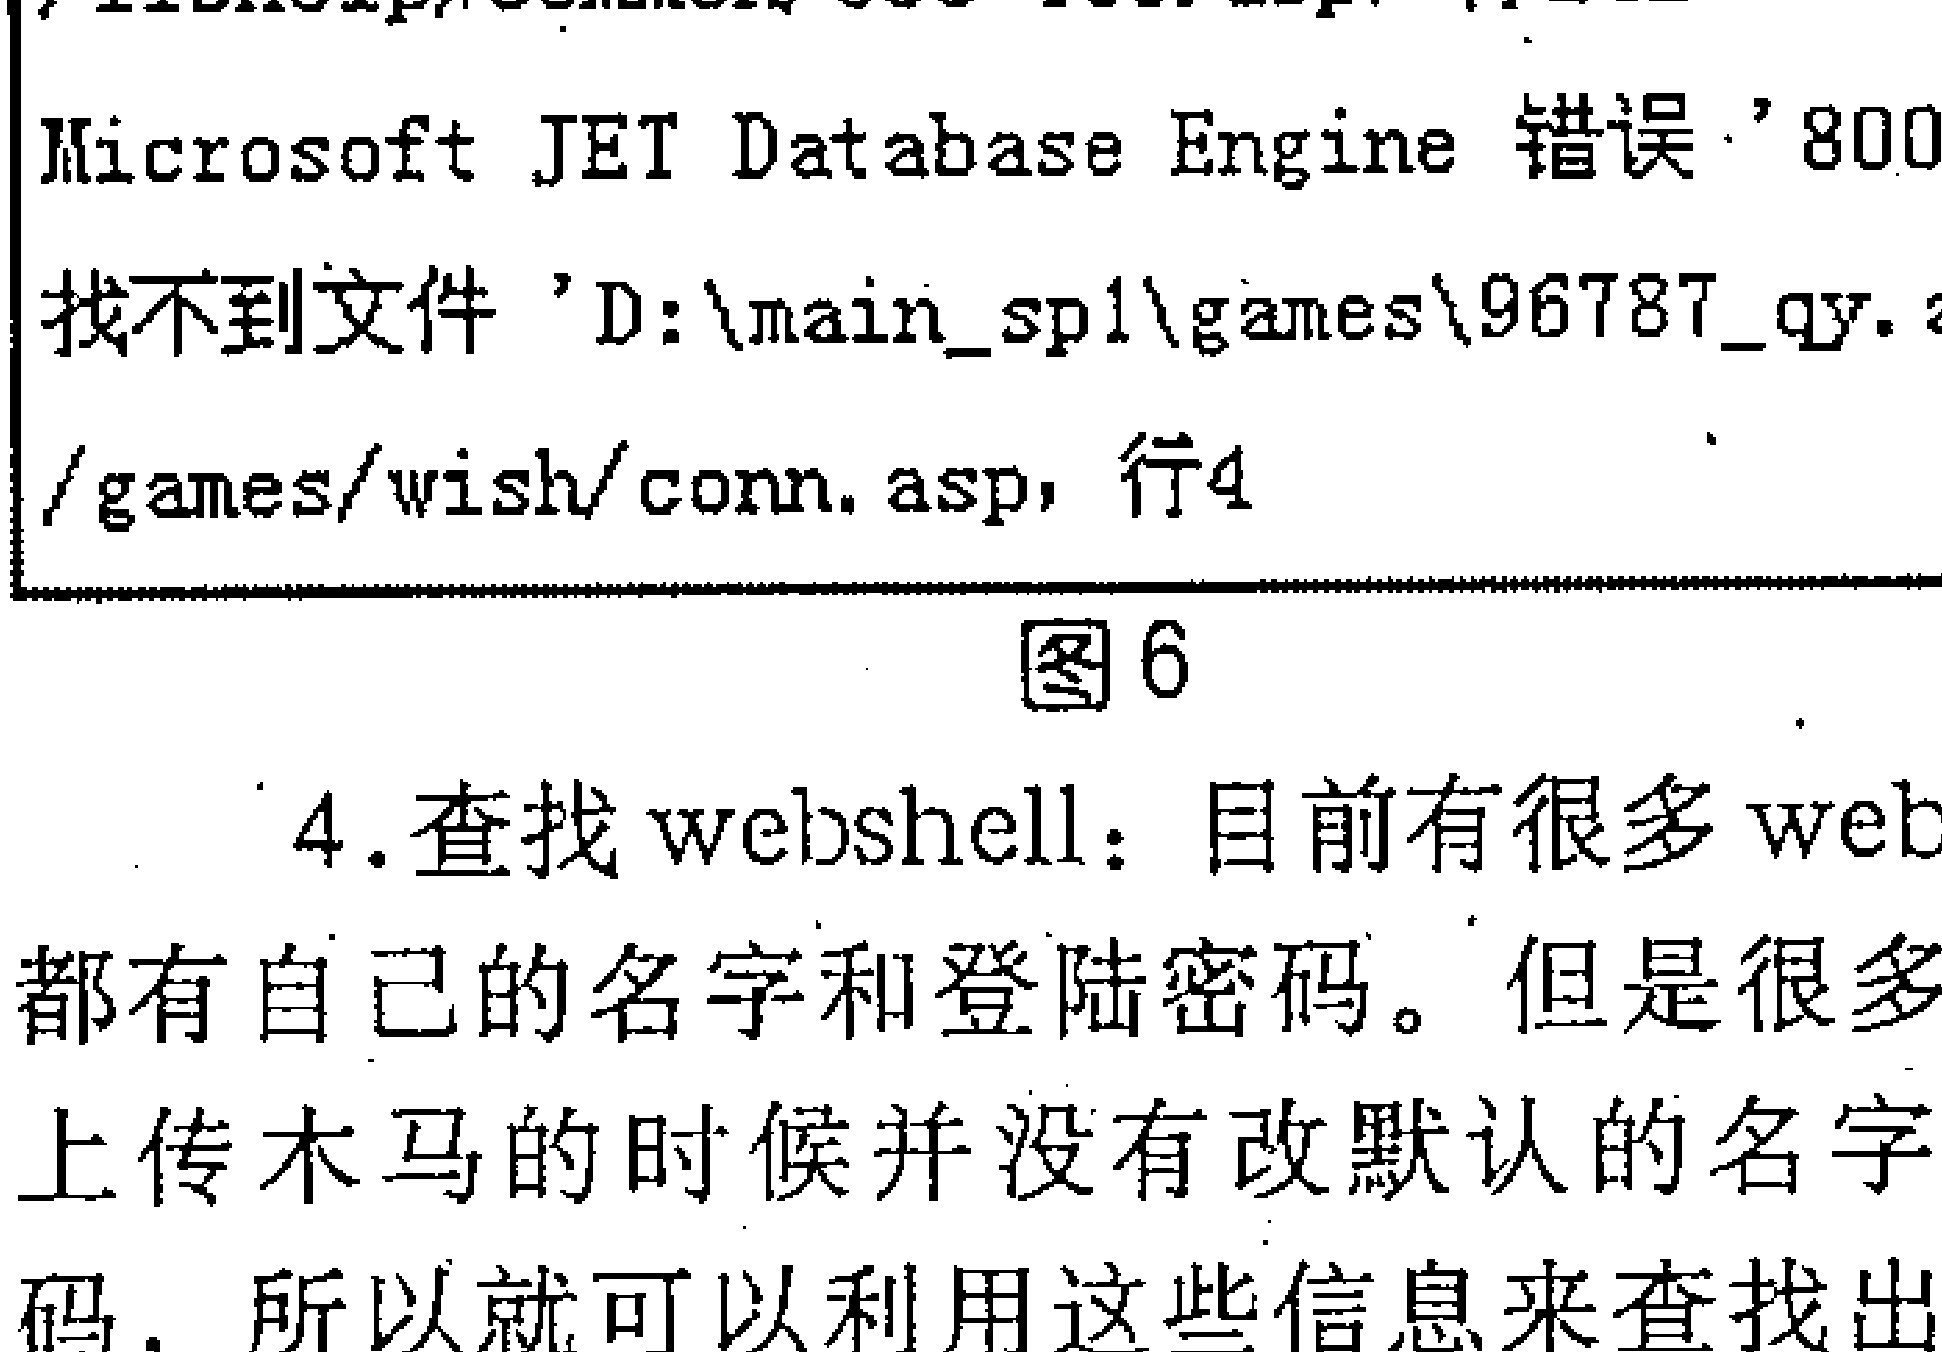 Microsoft JET Database Engine 错误 '800
找不到文件 'D:\main_sp1\games\96787_qy.
/games/wish/conn.asp, 行4
图6
4.查找webshell：目前有很多web
都有自己的名字和登陆密码。但是很多
上传木马的时候并没有改默认的名字
码，所以就可以利用这些信息来查找出